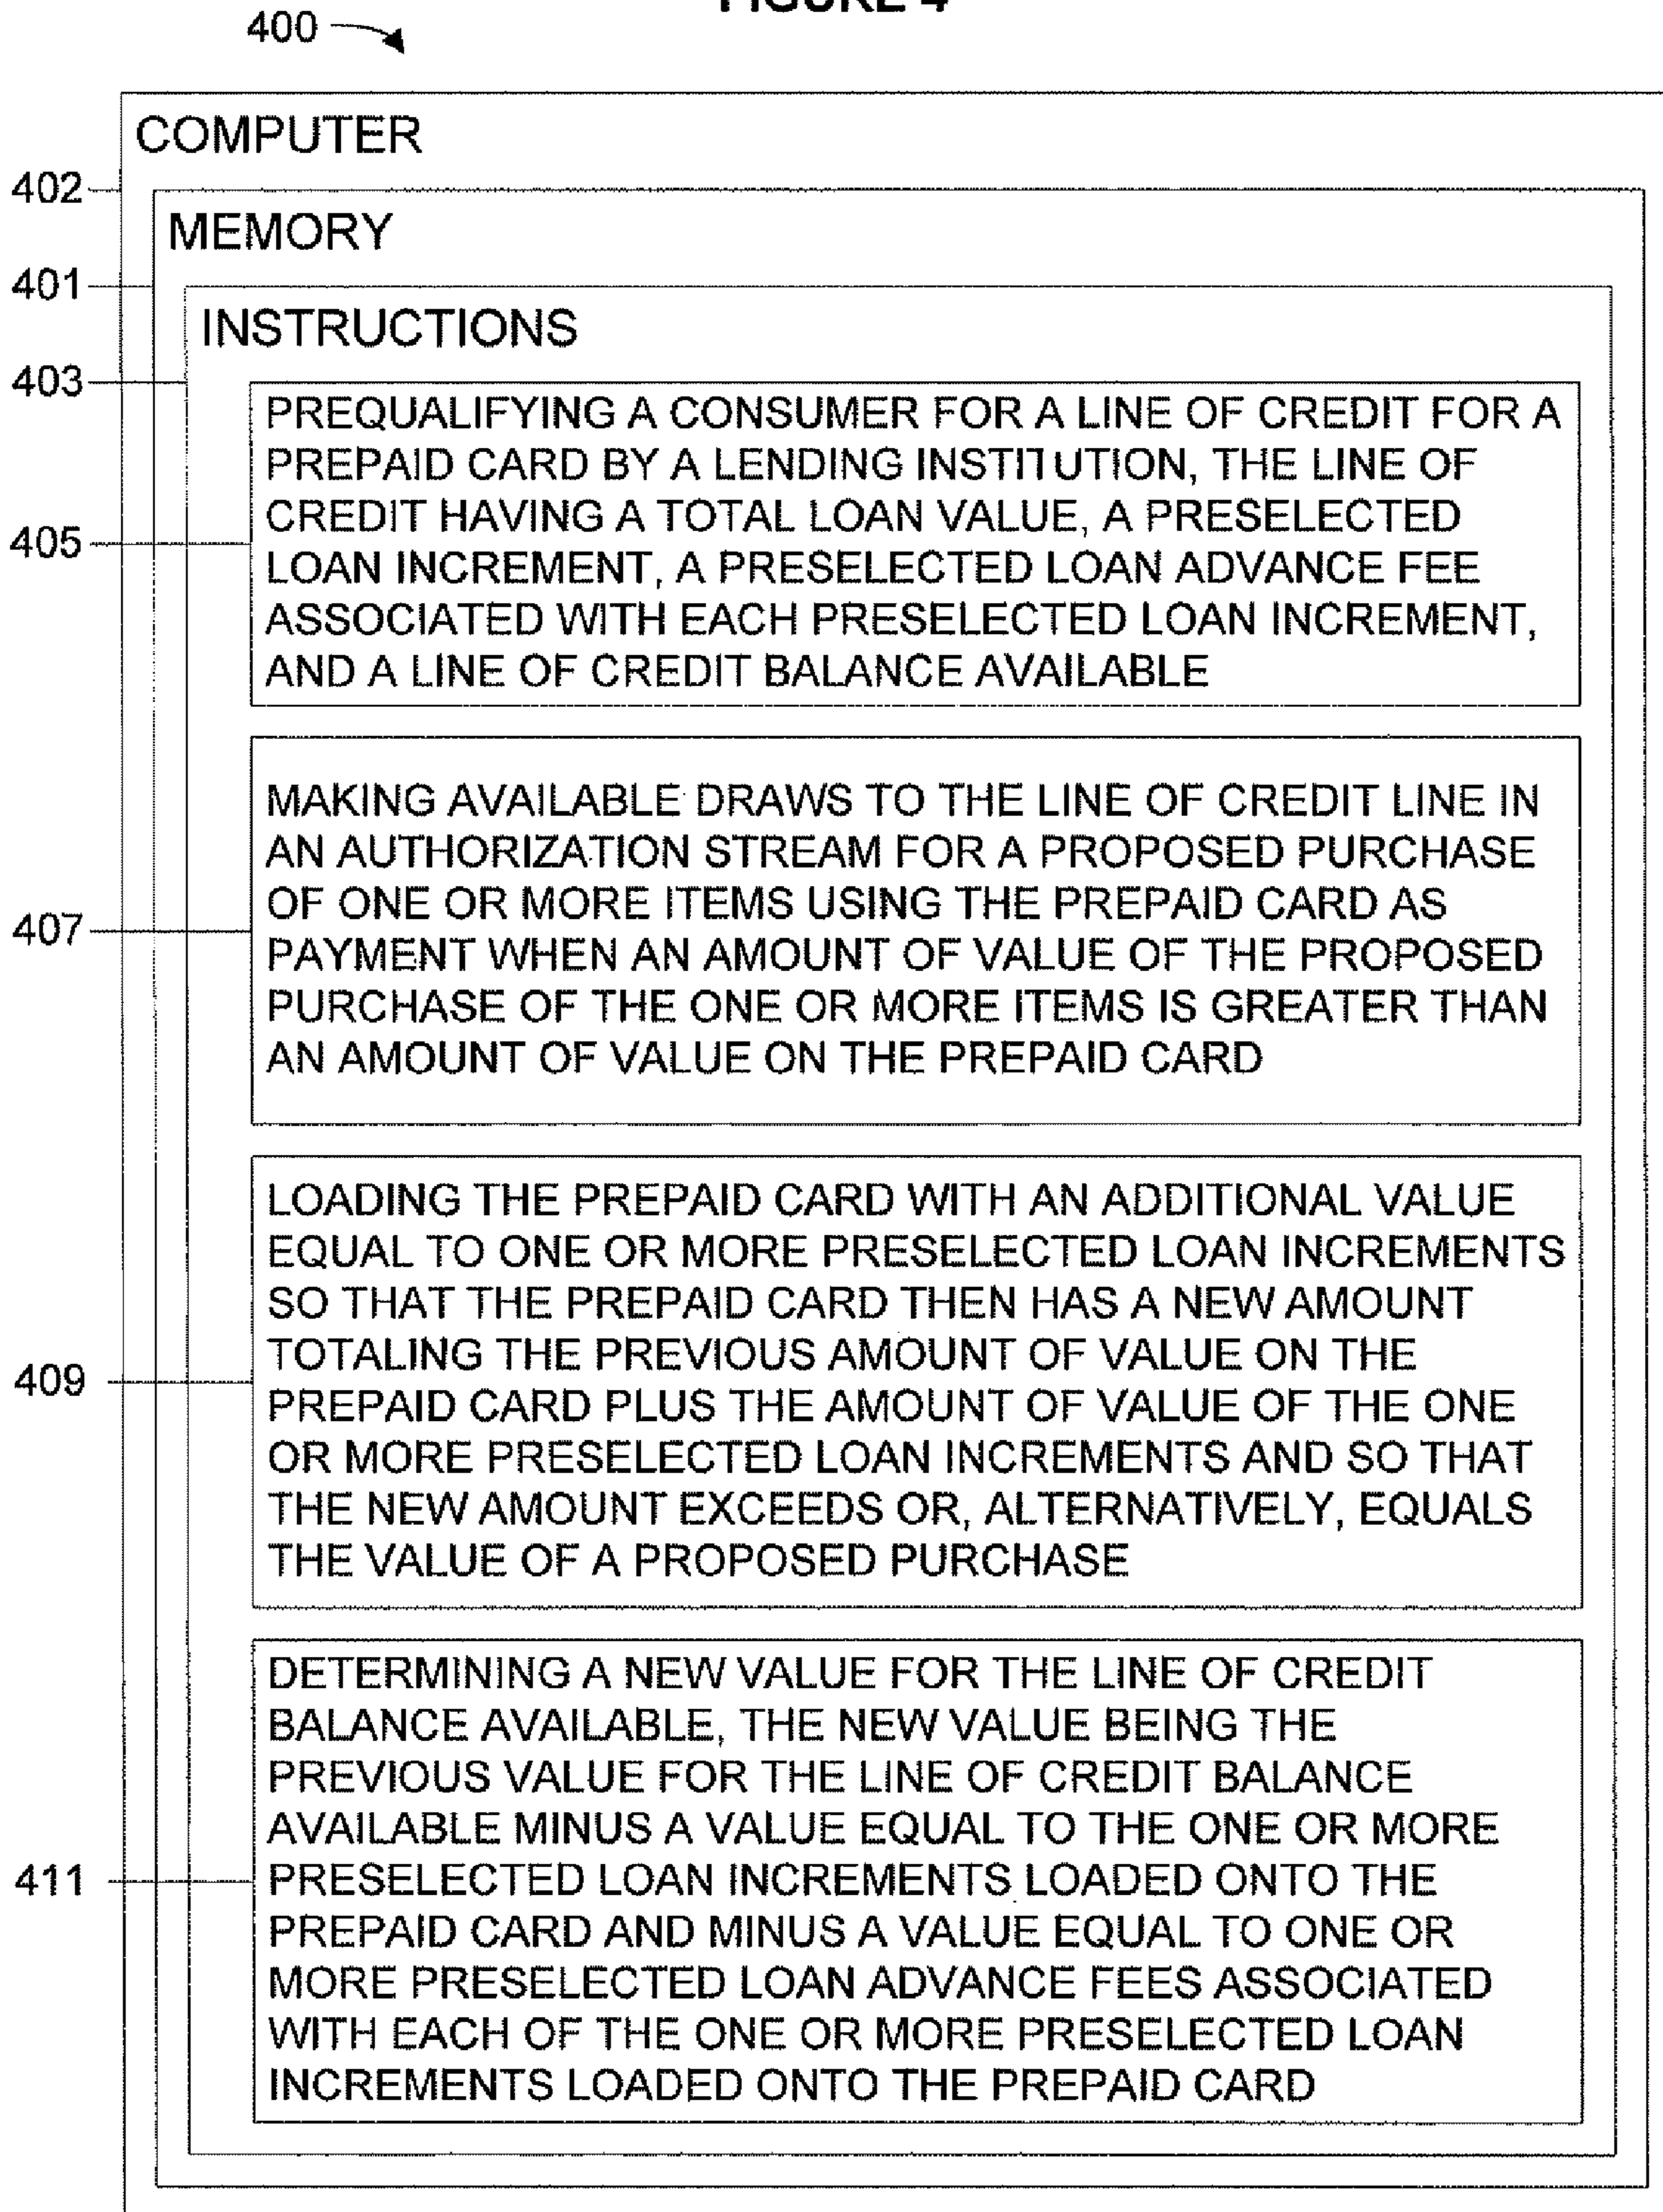 FIGURE 4
400
COMPUTER
402
MEMORY
401
INSTRUCTIONS
403
PREQUALIFYING A CONSUMER FOR A LINE OF CREDIT FOR A
PREPAID CARD BY A LENDING INSTITUTION, THE LINE OF
CREDIT HAVING A TOTAL LOAN VALUE, A PRESELECTED
405
LOAN INCREMENT, A PRESELECTED LOAN ADVANCE FEE
ASSOCIATED WITH EACH PRESELECTED LOAN INCREMENT,
AND A LINE OF CREDIT BALANCE AVAILABLE
MAKING AVAILABLE DRAWS TO THE LINE OF CREDIT LINE IN
AN AUTHORIZATION STREAM FOR A PROPOSED PURCHASE
OF ONE OR MORE ITEMS USING THE PREPAID CARD AS
407
PAYMENT WHEN AN AMOUNT OF VALUE OF THE PROPOSED
PURCHASE OF THE ONE OR MORE ITEMS IS GREATER THAN
AN AMOUNT OF VALUE ON THE PREPAID CARD
LOADING THE PREPAID CARD WITH AN ADDITIONAL VALUE
EQUAL TO ONE OR MORE PRESELECTED LOAN INCREMENTS
SO THAT THE PREPAID CARD THEN HAS A NEW AMOUNT
TOTALING THE PREVIOUS AMOUNT OF VALUE ON THE
409
PREPAID CARD PLUS THE AMOUNT OF VALUE OF THE ONE
OR MORE PRESELECTED LOAN INCREMENTS AND SO THAT
THE NEW AMOUNT EXCEEDS OR, ALTERNATIVELY, EQUALS
THE VALUE OF A PROPOSED PURCHASE
DETERMINING A NEW VALUE FOR THE LINE OF CREDIT
BALANCE AVAILABLE, THE NEW VALUE BEING THE
PREVIOUS VALUE FOR THE LINE OF CREDIT BALANCE
AVAILABLE MINUS A VALUE EQUAL TO THE ONE OR MORE
411
PRESELECTED LOAN INCREMENTS LOADED ONTO THE
PREPAID CARD AND MINUS A VALUE EQUAL TO ONE OR
MORE PRESELECTED LOAN ADVANCE FEES ASSOCIATED
WITH EACH OF THE ONE OR MORE PRESELECTED LOAN
INCREMENTS LOADED ONTO THE PREPAID CARD